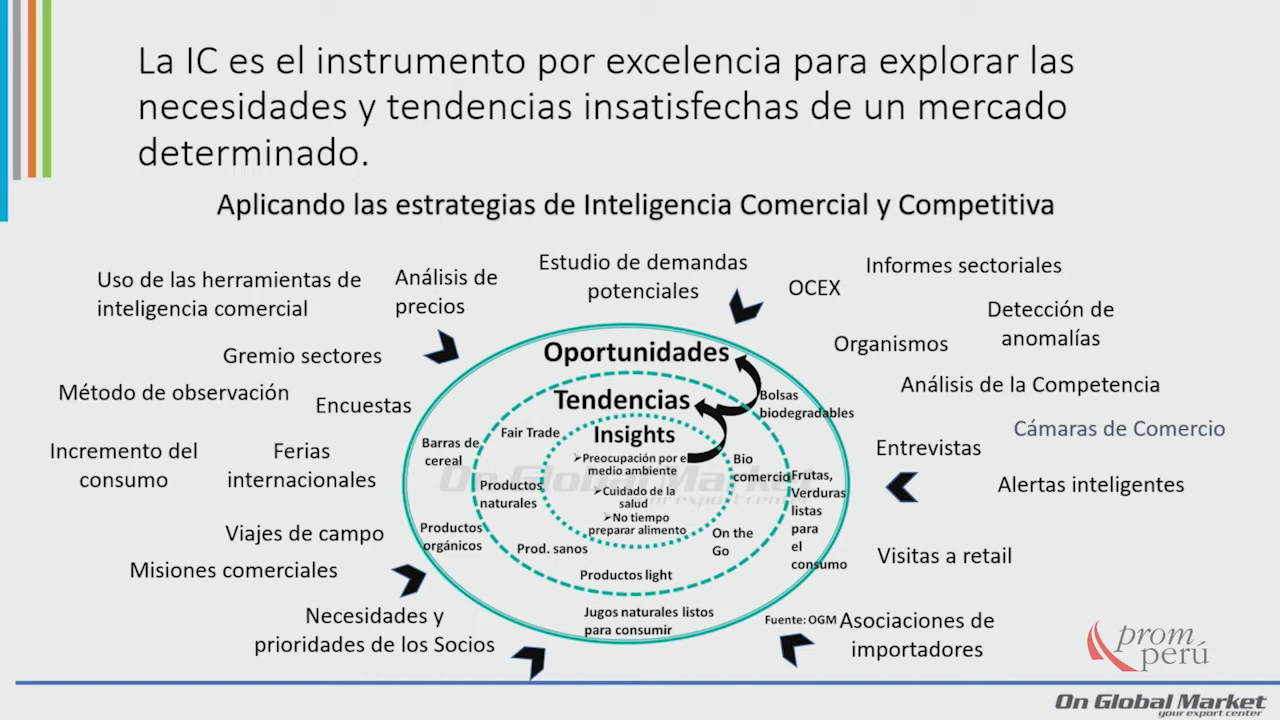 La IC es el instrumento por excelencia para explorar las
necesidades y tendencias insatisfechas de un mercado
determinado.
Aplicando las estrategias de Inteligencia Comercial y Competitiva
Uso de las herramientas de
inteligencia comercial
Análisis de
precios
Estudio de demandas
potenciales
OCEX
Informes sectoriales
Detección de
anomalías
Gremio sectores
Organismos
Método de observación
Encuestas
Análisis de la Competencia
Cámaras de Comercio
Incremento del
consumo
Ferias
internacionales
Entrevistas
Alertas inteligentes
Viajes de campo
Misiones comerciales
Visitas a retail
Necesidades y
prioridades de los Socios
Asociaciones de
importadores
Oportunidades
Tendencias
Insights
➤Preocupación por e
medio ambiente
➤Cuidado de la
salud
➤No tiempo
preparar alimento
Fair Trade
Productos
naturales
Prod. sanos
Productos light
On the
Go
Bio
comercio
Barras de
cereal
Productos
orgánicos
Jugos naturales listos
para consumir
Bolsas
biodegradables
Frutas,
Verduras
listas
para
el
consumo
Fuente: OGM
On Global Market
your export center
prom
perú
On Global Market
your export center